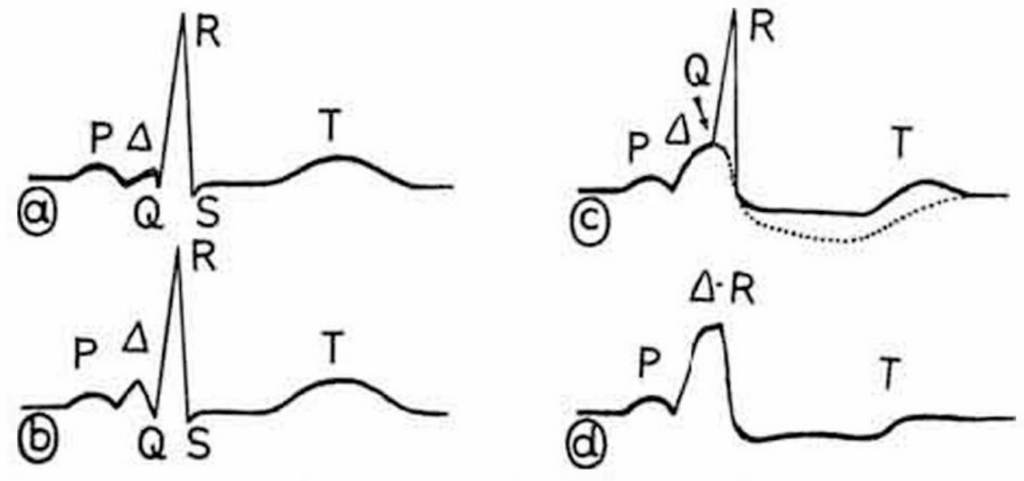 R
P Δ T
ⓐ Q S
R
P Δ T
ⓑ Q S
R
Q
P Δ T
ⓒ
Δ-R
P T
ⓓ